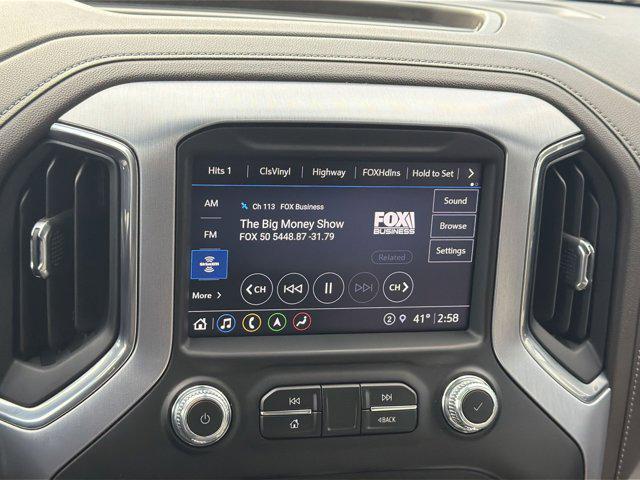 Hits 1 ClsVinyl Highway FOXHdlns Hold to Set
AM
Ch 113 FOX Business
Sound
The Big Money Show
FOX 50 5448.87 -31.79
FOX
BUSINESS
Browse
FM
Related
Settings
SiriusXM
More
CH CH
2 41° 2:58
BACK